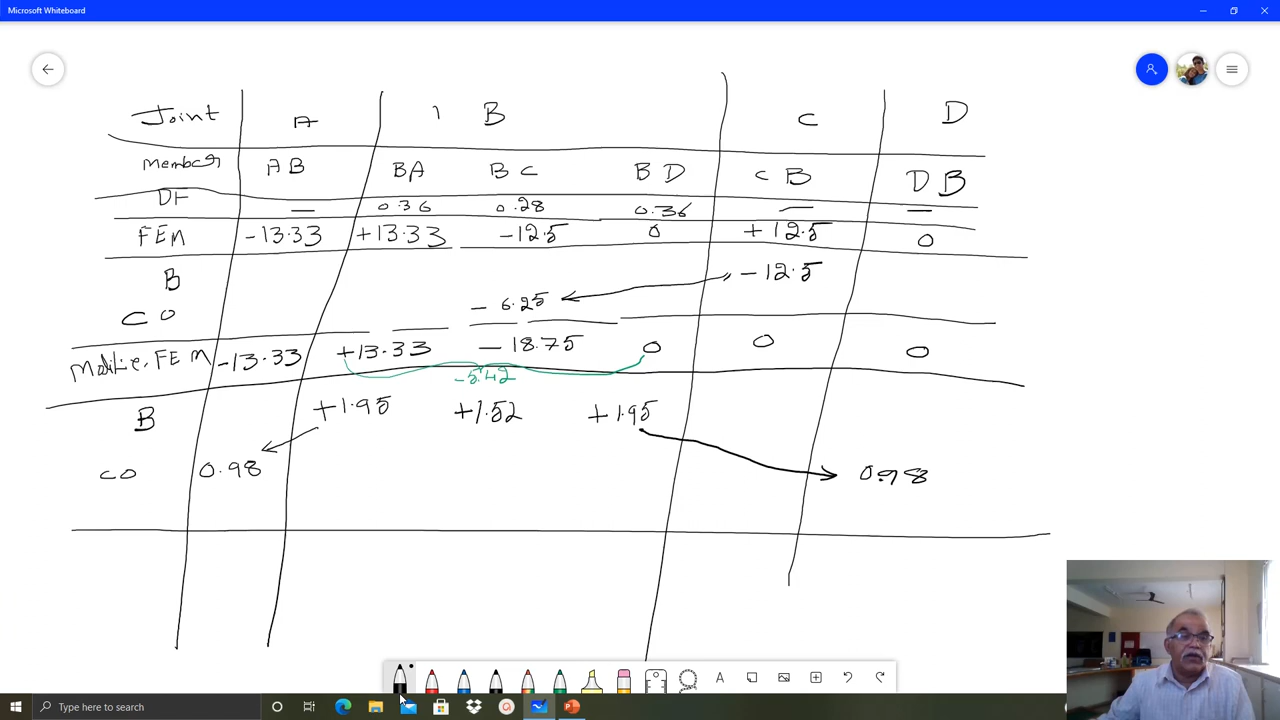 Microsoft Whiteboard
Joint A B C D
Member AB BA BC BD CB DB
DF — 0.36 0.28 0.36 — —
FEM -13.33 +13.33 -12.5 0 +12.5 0
B -12.5
CO - 6.25
FEM -13.33 +13.33 - 18.75 0 0 0
-5.42
B +1.95 +1.52 +1.95
CO 0.98 0.98
Type here to search